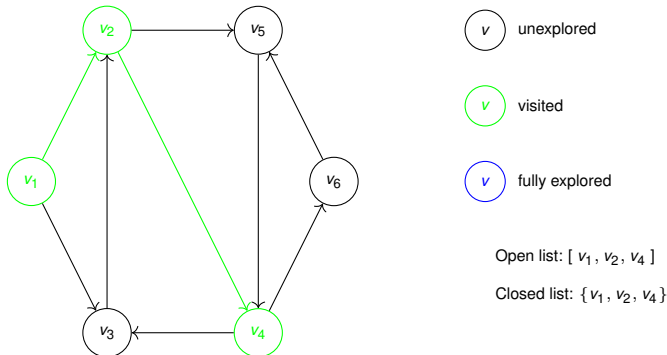 v₂
v₅
v unexplored
v visited
v₁
v₆
v fully explored
Open list: [ v₁, v₂, v₄ ]
Closed list: {v₁, v₂, v₄}
v₃
v₄